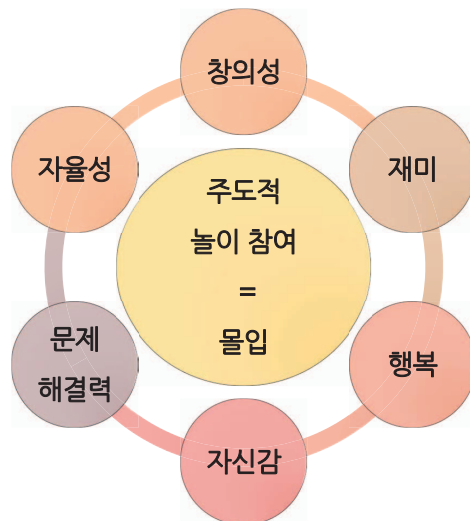 창의성
재미
행복
자신감
문제
해결력
자율성
주도적
놀이 참여
=
몰입